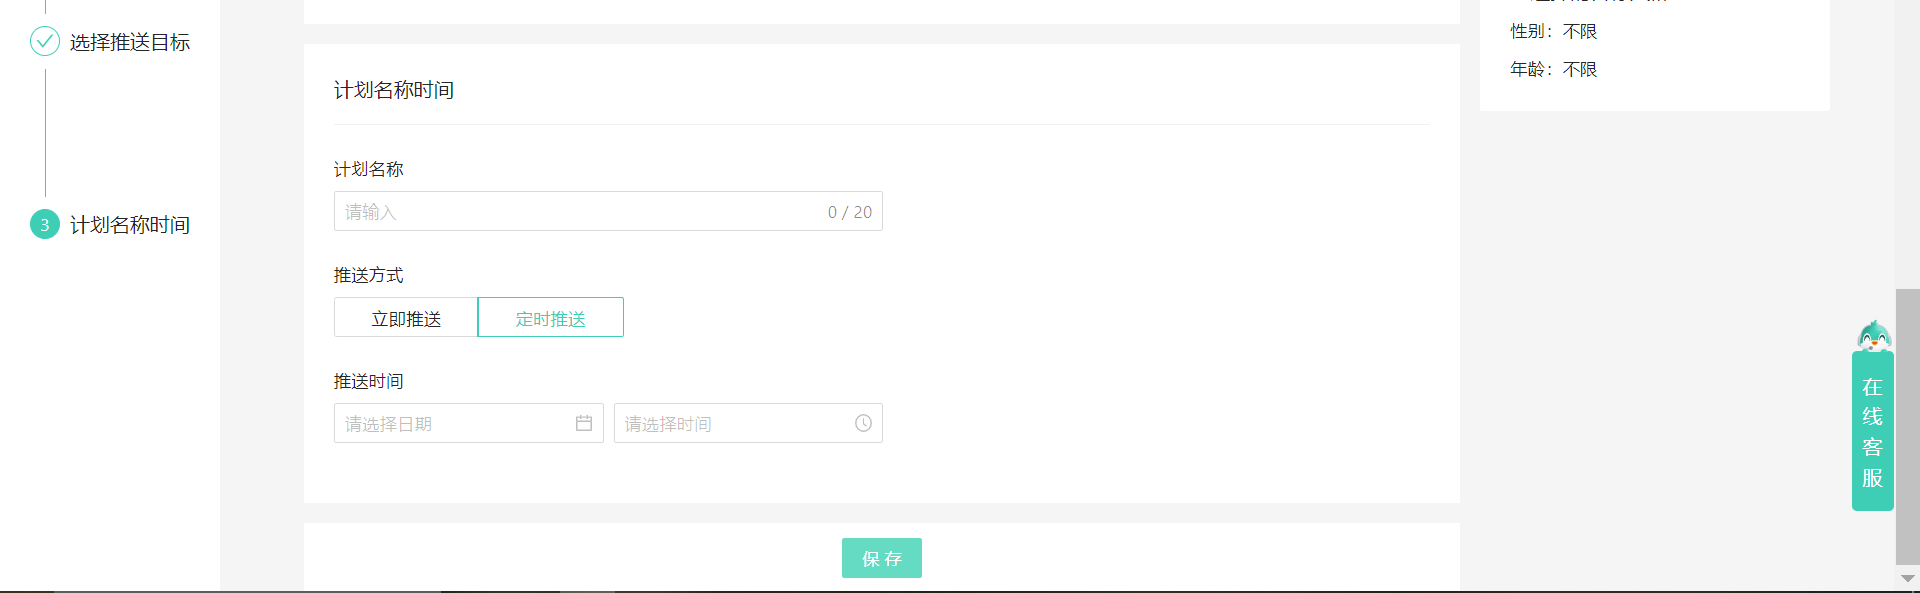 选择推送目标
3 计划名称时间
计划名称时间
计划名称
请输入 0 / 20
推送方式
立即推送 定时推送
推送时间
请选择日期 请选择时间
保存
性别：不限
年龄：不限
在线客服